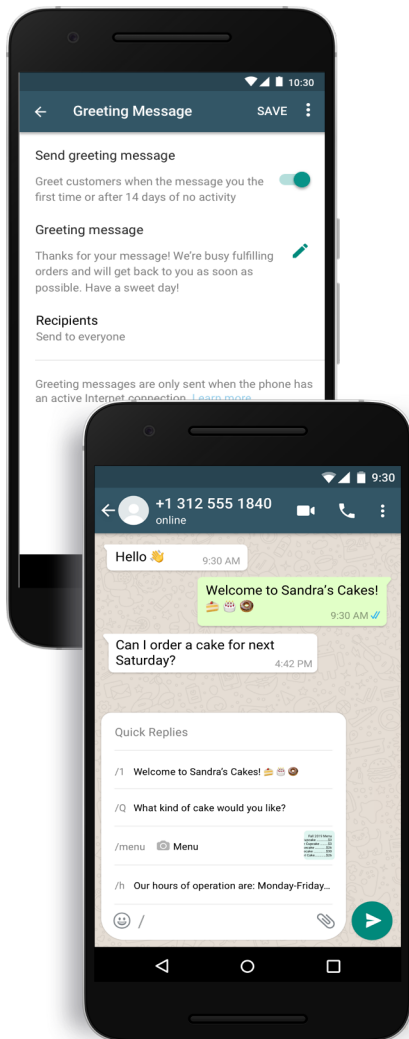 10:30
Greeting Message SAVE
Send greeting message
Greet customers when the message you the
first time or after 14 days of no activity
Greeting message
Thanks for your message! We're busy fulfilling
orders and will get back to you as soon as
possible. Have a sweet day!
Recipients
Send to everyone
Greeting messages are only sent when the phone has
an active Internet connection. Learn more
9:30
+1 312 555 1840
online
Hello 👋 9:30 AM
Welcome to Sandra's Cakes!
🍰 🎂 🍩 9:30 AM
Can I order a cake for next
Saturday? 4:42 PM
Quick Replies
/1 Welcome to Sandra's Cakes! 🍰 🎂 🍩
/Q What kind of cake would you like?
/menu Menu
/h Our hours of operation are: Monday-Friday...
/